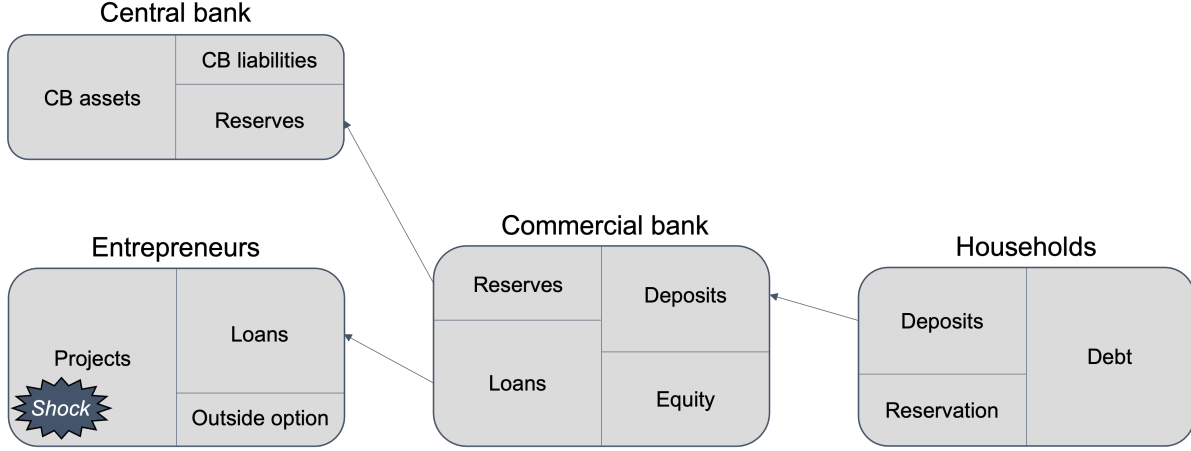 Central bank
CB assets
CB liabilities
Reserves
Entrepreneurs
Projects
Shock
Loans
Outside option
Commercial bank
Reserves
Loans
Deposits
Equity
Households
Deposits
Reservation
Debt